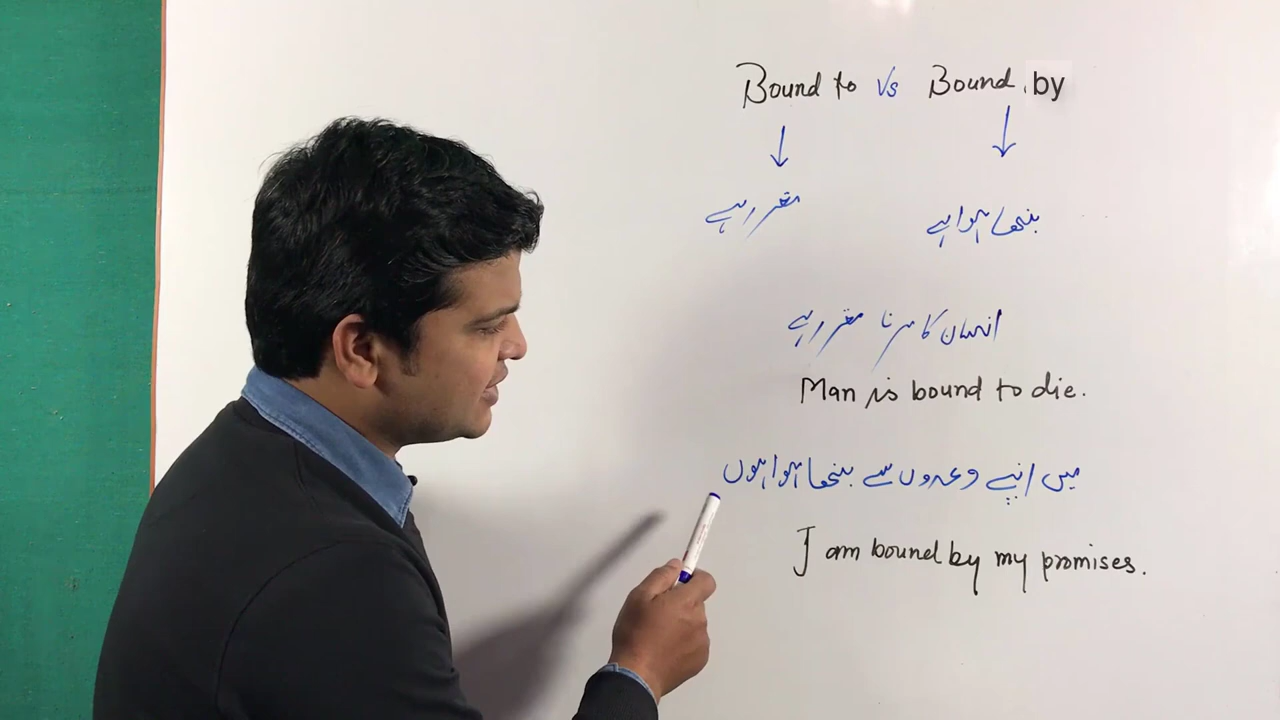 Bound to Vs Bound by
مقرر ہے
بندھا ہوا ہے
انسان کا مرنا مقرر ہے
Man is bound to die.
میں اپنے وعدوں سے بندھا ہوا ہوں
I am bound by my promises.